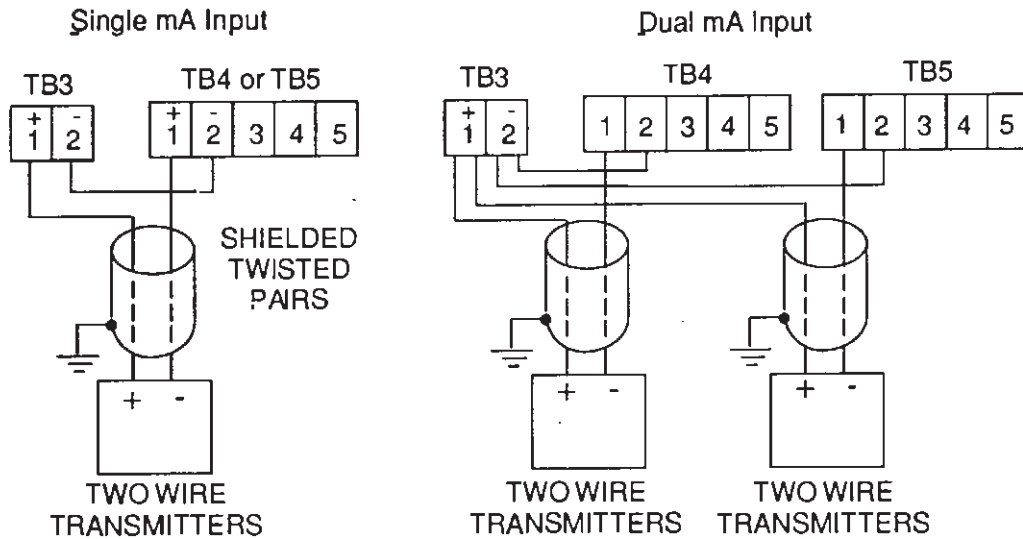 Single mA Input
Dual mA Input
TB3
TB4 or TB5
TB3
TB4
TB5
+ -
+ -
+ -
1 2
1 2 3 4 5
1 2
1 2 3 4 5
1 2 3 4 5
SHIELDED
TWISTED
PAIRS
+ -
+ -
+ -
TWO WIRE
TRANSMITTERS
TWO WIRE
TRANSMITTERS
TWO WIRE
TRANSMITTERS